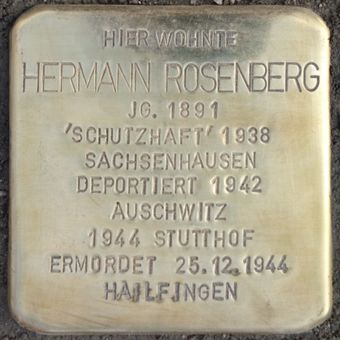 HIER WOHNTE
HERMANN ROSENBERG
JG. 1891
'SCHUTZHAFT' 1938
SACHSENHAUSEN
DEPORTIERT 1942
AUSCHWITZ
1944 STUTTHOF
ERMORDET 25.12.1944
HAILFINGEN